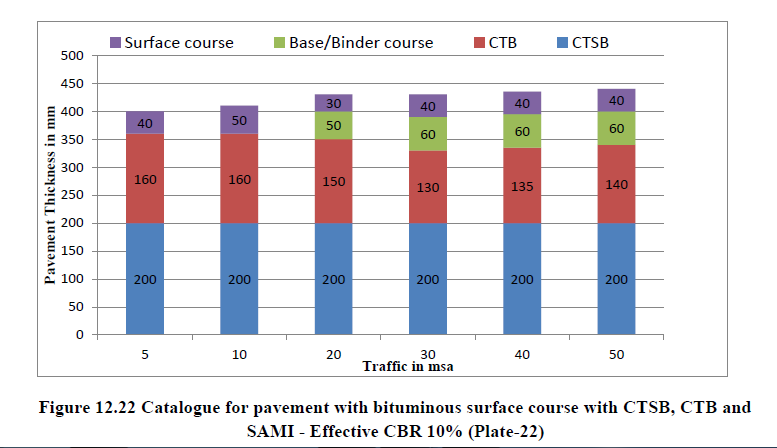 Surface course Base/Binder course CTB CTSB
Pavement Thickness in mm
500
450
400
350
300
250
200
150
100
50
0
40 50 30 40 40 40
50 60 60 60
160 160 150 130 135 140
200 200 200 200 200 200
5 10 20 30 40 50
Traffic in msa
Figure 12.22 Catalogue for pavement with bituminous surface course with CTSB, CTB and
SAMI - Effective CBR 10% (Plate-22)